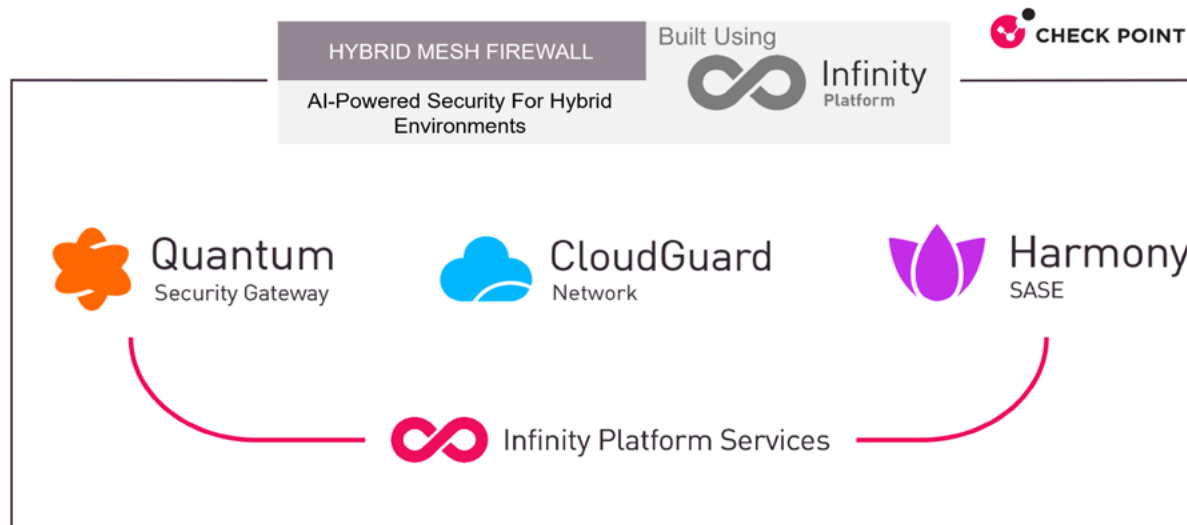 HYBRID MESH FIREWALL
AI-Powered Security For Hybrid
Environments
Built Using
Infinity
Platform
CHECK POINT
Quantum
Security Gateway
CloudGuard
Network
Harmony
SASE
Infinity Platform Services